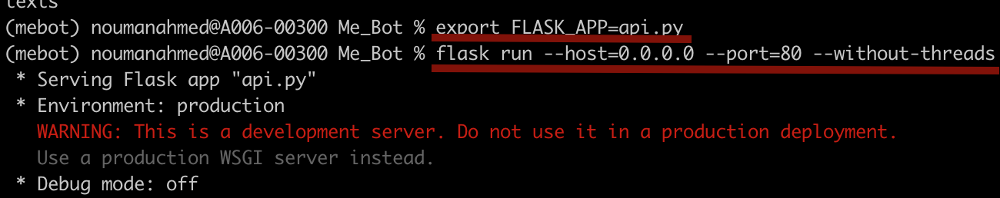 texts
(mebot) noumanahmed@A006-00300 Me_Bot % export FLASK_APP=api.py
(mebot) noumanahmed@A006-00300 Me_Bot % flask run --host=0.0.0.0 --port=80 --without-threads
* Serving Flask app "api.py"
* Environment: production
WARNING: This is a development server. Do not use it in a production deployment.
Use a production WSGI server instead.
* Debug mode: off